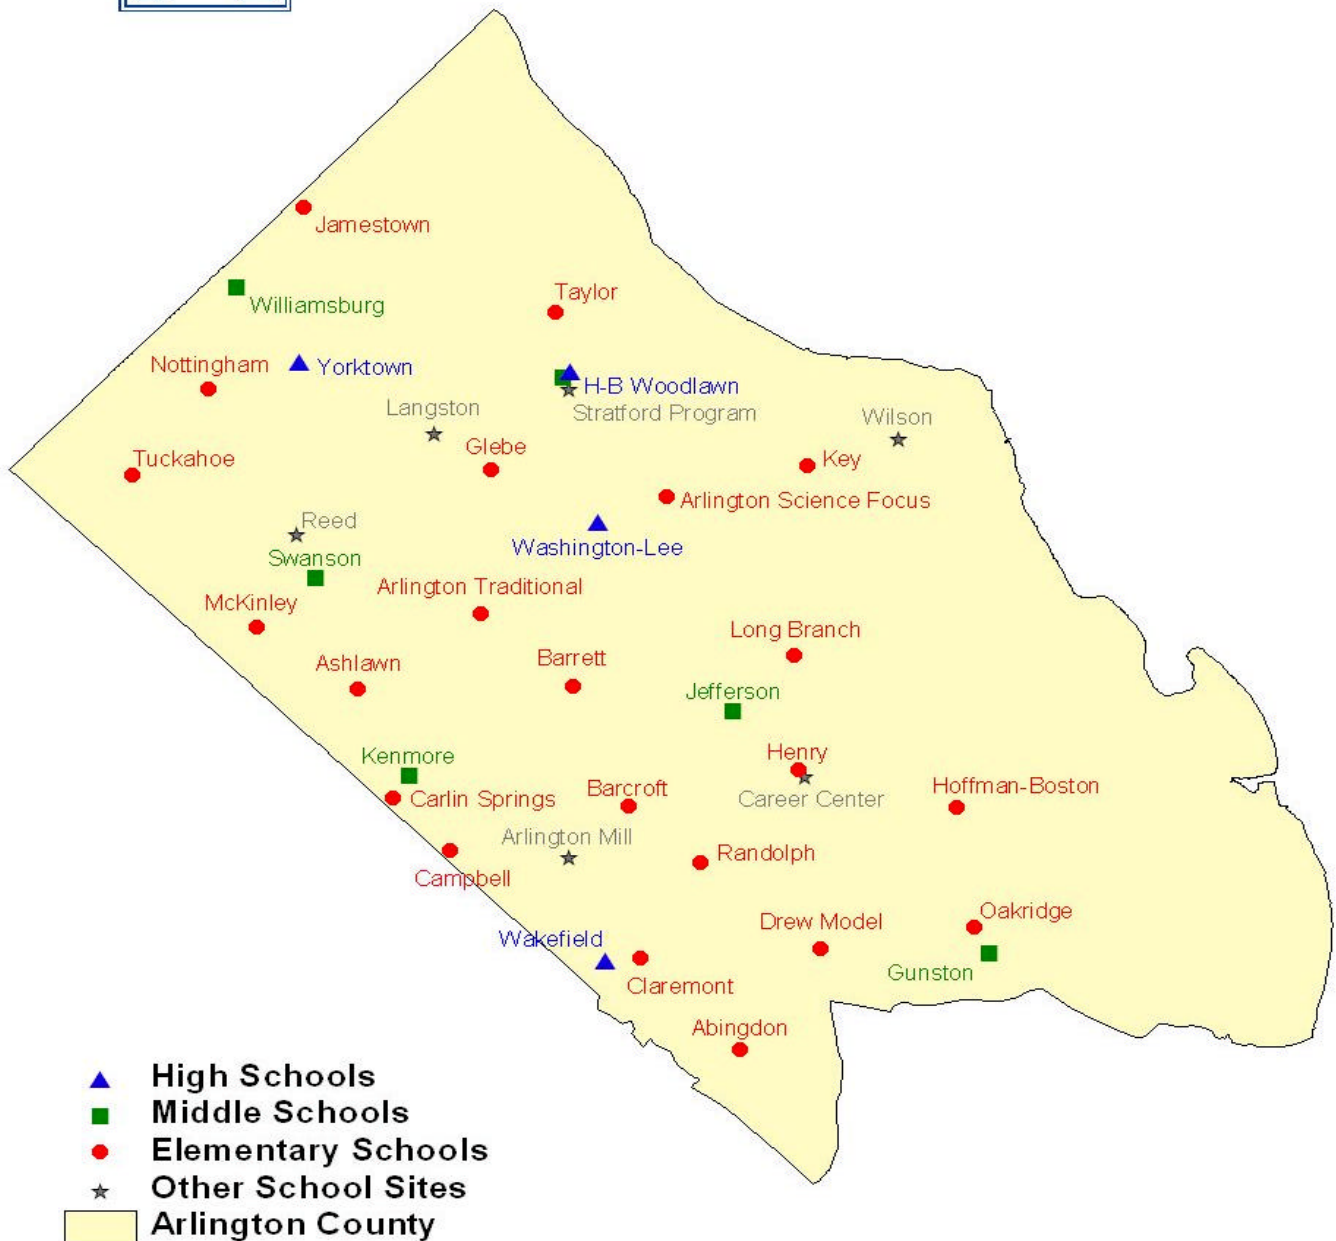 Jamestown
Williamsburg
Taylor
Nottingham
Yorktown
H-B Woodlawn
Langston
Stratford Program
Wilson
Glebe
Tuckahoe
Key
Arlington Science Focus
Reed
Washington-Lee
Swanson
Arlington Traditional
McKinley
Long Branch
Ashlawn
Barrett
Jefferson
Kenmore
Henry
Hoffman-Boston
Barcroft
Carlin Springs
Career Center
Arlington Mill
Randolph
Campbell
Oakridge
Drew Model
Wakefield
Gunston
Claremont
Abingdon
High Schools
Middle Schools
Elementary Schools
Other School Sites
Arlington County